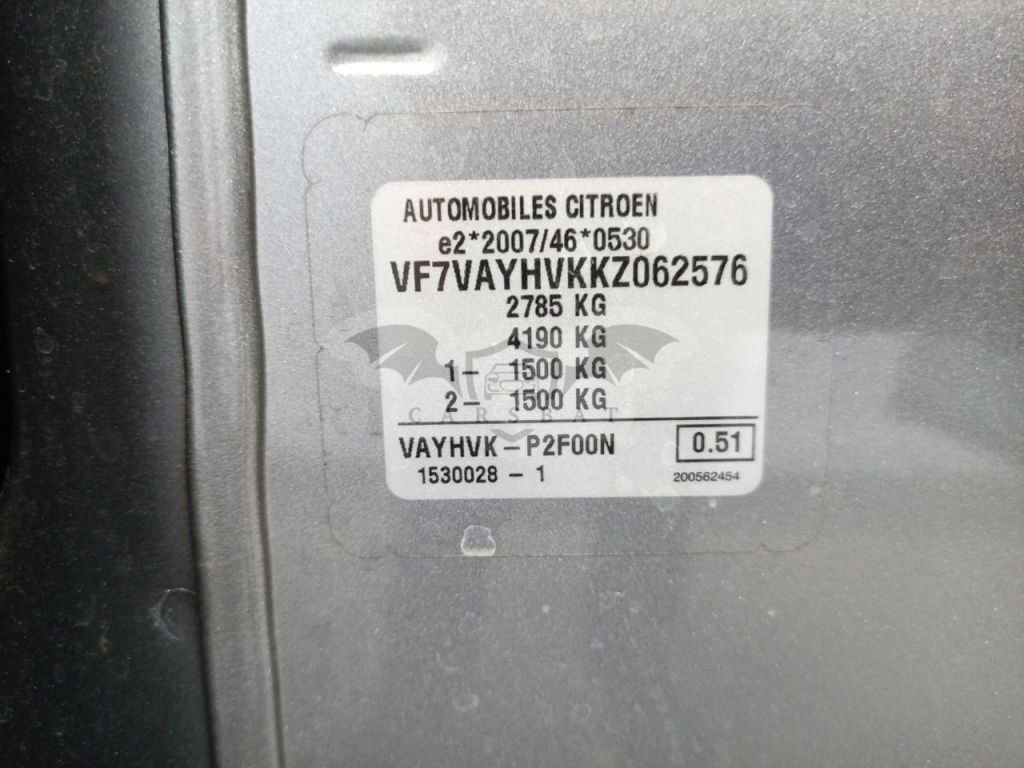 AUTOMOBILES CITROEN
e2*2007/46*0530
VF7VAYHVKKZ062576
2785 KG
4190 KG
1- 1500 KG
2- 1500 KG
CARSBAT
VAYHVK-P2F00N 0.51
1530028-1 200562454